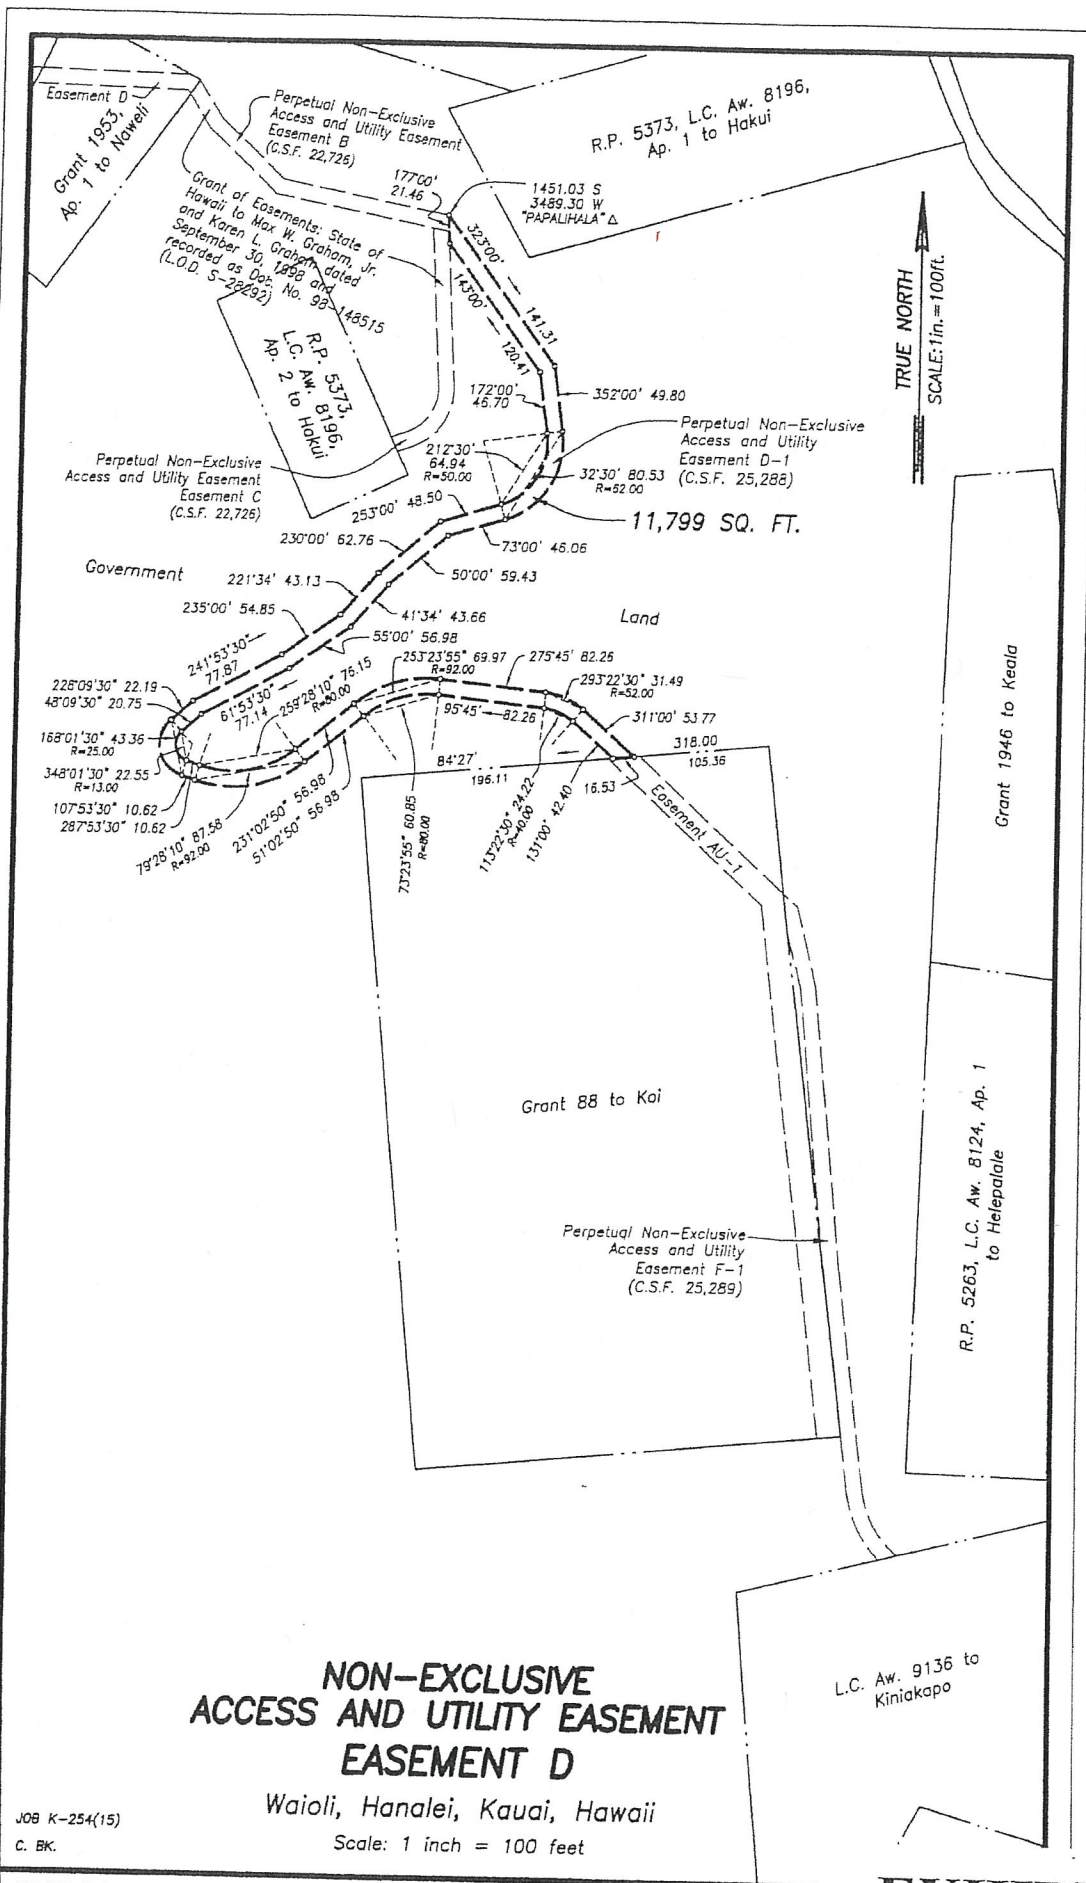 Easement D
Grant 1953,
Ap. 1 to Naweli
Perpetual Non-Exclusive
Access and Utility Easement
Easement B
(C.S.F. 22,726)
R.P. 5373, L.C. Aw. 8196,
Ap. 1 to Hakui
177°00'
21.46
1451.03 S
3489.30 W
"PAPALIHALA" Δ
Grant of Easements: State of
Hawaii to Max W. Graham, Jr.
and Karen L. Graham dated
September 30, 1998 and
recorded as Doc. No. 98-148515
(L.O.D. S-28292)
323°00'
141.31
143°00'
120.41
TRUE NORTH
SCALE: 1in.=100ft.
R.P. 5373,
L.C. Aw. 8196,
Ap. 2 to Hakui
172°00'
46.70
352°00' 49.80
Perpetual Non-Exclusive
Access and Utility
Easement D-1
(C.S.F. 25,288)
212°30'
64.94
R=50.00
32°30' 80.53
R=62.00
Perpetual Non-Exclusive
Access and Utility Easement
Easement C
(C.S.F. 22,726)
253°00' 48.50
11,799 SQ. FT.
230°00' 62.76
73°00' 46.06
Government
221°34' 43.13
50°00' 59.43
235°00' 54.85
41°34' 43.66
Land
241°53'30"
77.87
55°00' 56.98
253°23'55" 69.97
R=92.00
275°45' 82.26
293°22'30" 31.49
R=52.00
228°09'30" 22.19
48°09'30" 20.75
61°53'30"
77.14
259°28'10" 76.15
R=80.00
95°45' 82.26
311°00' 53.77
168°01'30" 43.36
R=25.00
348°01'30" 22.55
R=13.00
107°53'30" 10.62
287°53'30" 10.62
79°28'10" 87.58
R=92.00
231°02'50" 56.98
51°02'50" 56.98
73°23'55" 60.85
R=80.00
84°27'
196.11
113°22'30" 24.22
R=40.00
131°00' 42.40
16.53
318.00
105.36
Easement AU-1
Grant 1946 to Keala
Grant 88 to Kai
R.P. 5263, L.C. Aw. 8124, Ap. 1
to Helepalale
Perpetual Non-Exclusive
Access and Utility
Easement F-1
(C.S.F. 25,289)
L.C. Aw. 9136 to
Kiniakapo
NON-EXCLUSIVE
ACCESS AND UTILITY EASEMENT
EASEMENT D
Waioli, Hanalei, Kauai, Hawaii
Scale: 1 inch = 100 feet
JOB K-254(15)
C. BK.